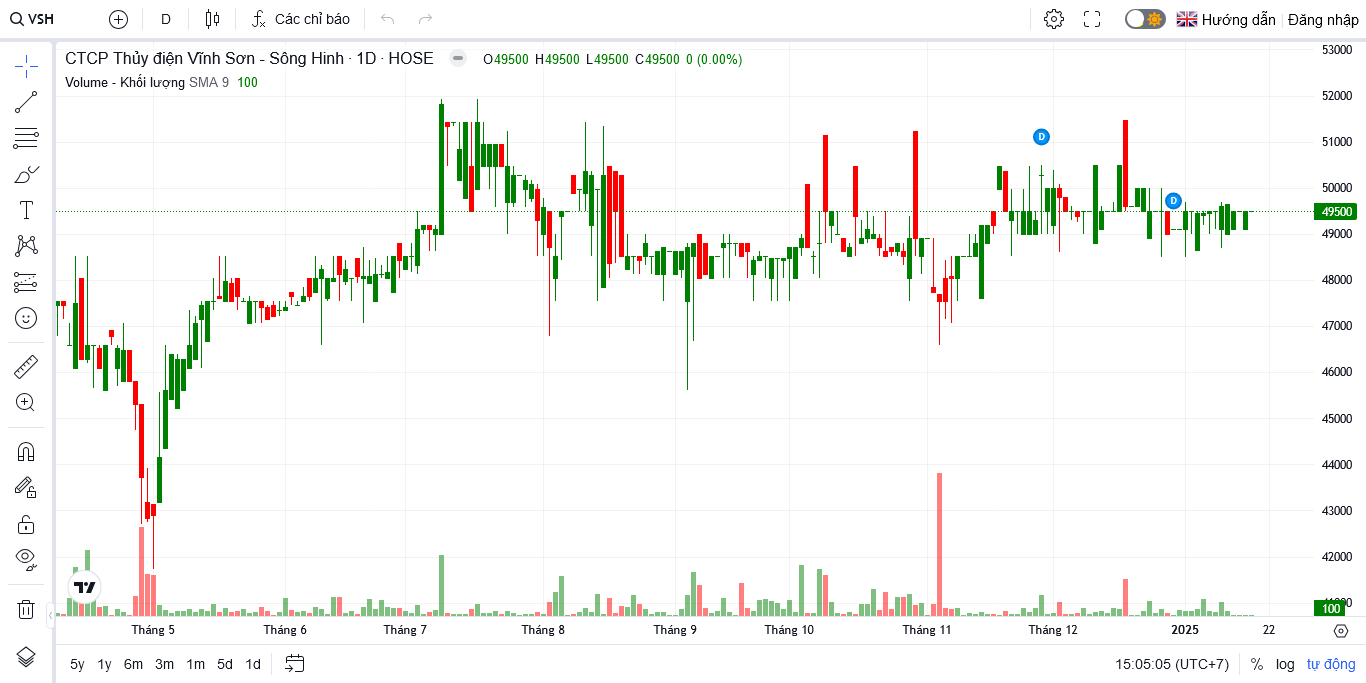 VSH D Các chỉ báo Hướng dẫn Đăng nhập
CTCP Thủy điện Vĩnh Sơn - Sông Hinh · 1D · HOSE O49500 H49500 L49500 C49500 0 (0.00%)
Volume - Khối lượng SMA 9 100
53000
52000
51000
50000
49500
49000
48000
47000
46000
45000
44000
43000
42000
100
D
D
Tháng 5 Tháng 6 Tháng 7 Tháng 8 Tháng 9 Tháng 10 Tháng 11 Tháng 12 2025 22
5y 1y 6m 3m 1m 5d 1d 15:05:05 (UTC+7) % log tự động